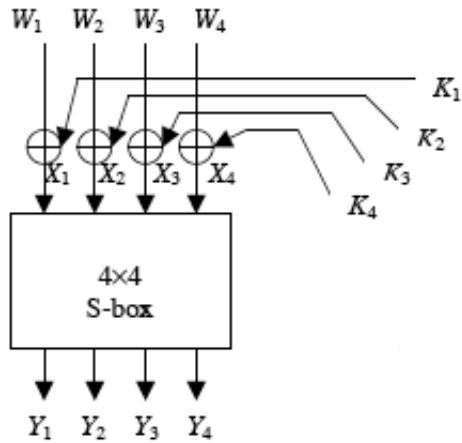 W₁ W₂ W₃ W₄
K₁
K₂
X₁ X₂ X₃ X₄
K₃
K₄
4×4
S-box
Y₁ Y₂ Y₃ Y₄